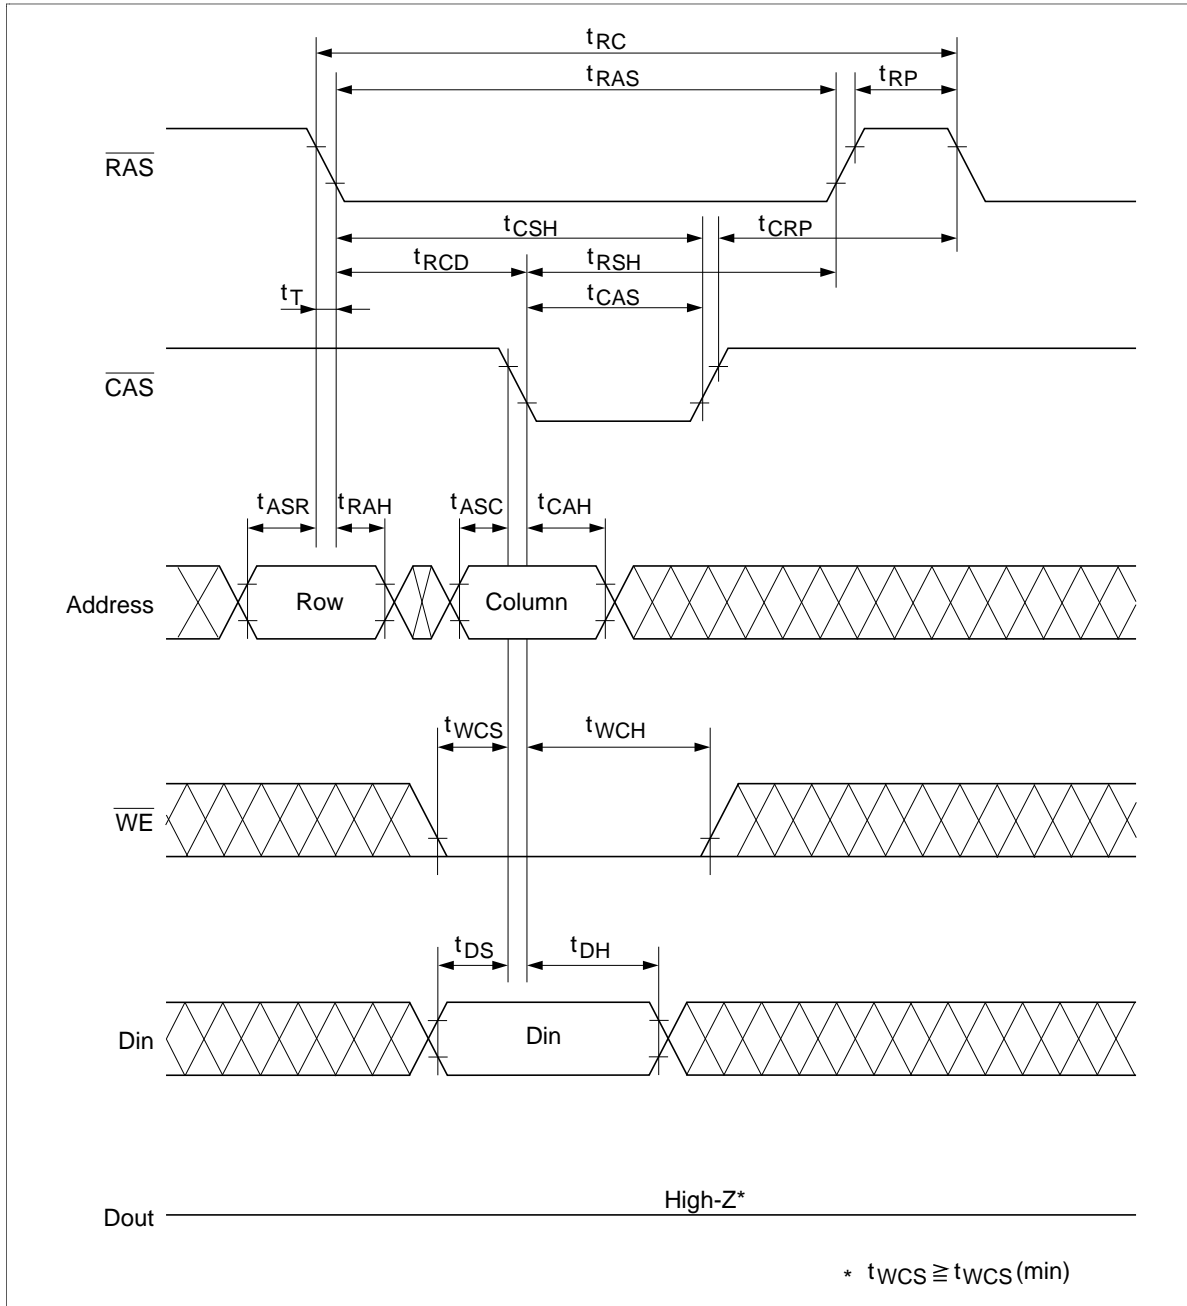 tRC
tRAS
tRP
RAS
tCSH
tCRP
tRCD
tRSH
tT
tCAS
CAS
tASR
tRAH
tASC
tCAH
Address
Row
Column
tWCS
tWCH
WE
tDS
tDH
Din
Din
High-Z*
Dout
* tWCS ≧ tWCS (min)